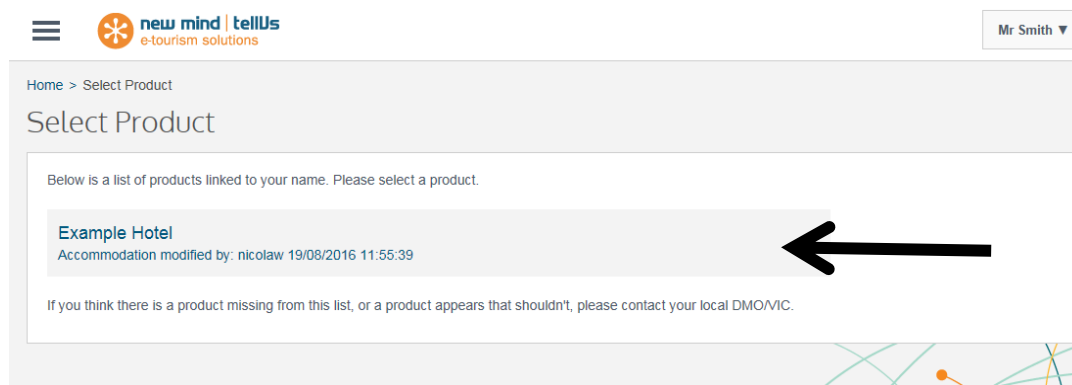 new mind | tellUs
e-tourism solutions
Mr Smith ▼
Home > Select Product
Select Product
Below is a list of products linked to your name. Please select a product.
Example Hotel
Accommodation modified by: nicolaw 19/08/2016 11:55:39
If you think there is a product missing from this list, or a product appears that shouldn't, please contact your local DMO/VIC.